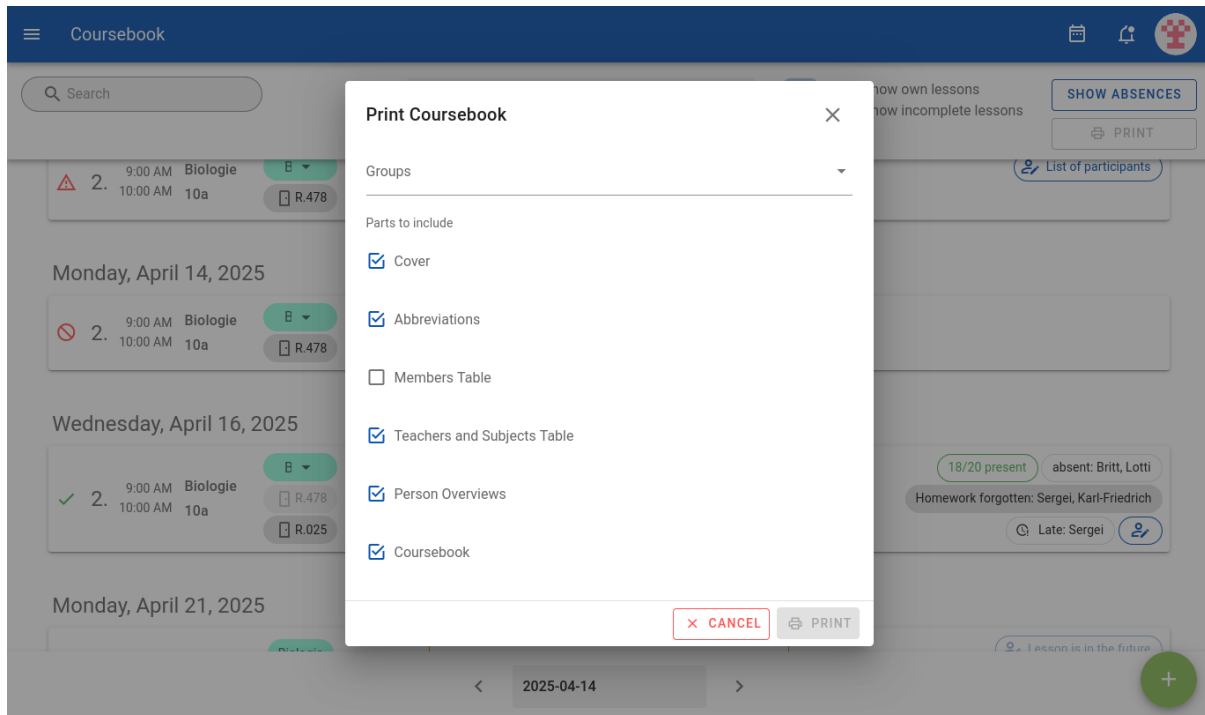 Coursebook
Search
how own lessons
how incomplete lessons
SHOW ABSENCES
PRINT
9:00 AM Biologie
2.
10:00 AM 10a
B
R.478
List of participants
Monday, April 14, 2025
9:00 AM Biologie
2.
10:00 AM 10a
B
R.478
Wednesday, April 16, 2025
9:00 AM Biologie
2.
10:00 AM 10a
B
R.478
R.025
18/20 present absent: Britt, Lotti
Homework forgotten: Sergei, Karl-Friedrich
Late: Sergei
Monday, April 21, 2025
Biologie
Lesson is in the future
2025-04-14
Print Coursebook
Groups
Parts to include
Cover
Abbreviations
Members Table
Teachers and Subjects Table
Person Overviews
Coursebook
CANCEL
PRINT